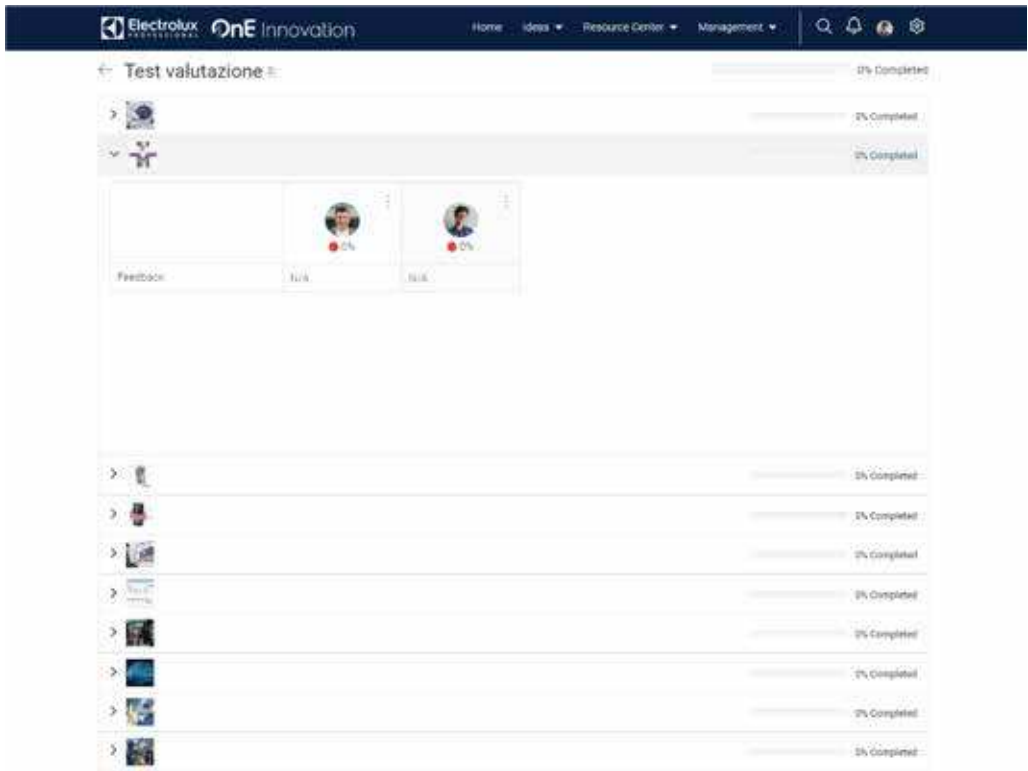 Electrolux PROFESSIONAL OnE Innovation Home Ideas Resource Center Management
Test valutazione 0% Completed
0% Completed
0% Completed
0% 0%
Feedback N/A N/A
0% Completed
0% Completed
0% Completed
0% Completed
0% Completed
0% Completed
0% Completed
0% Completed